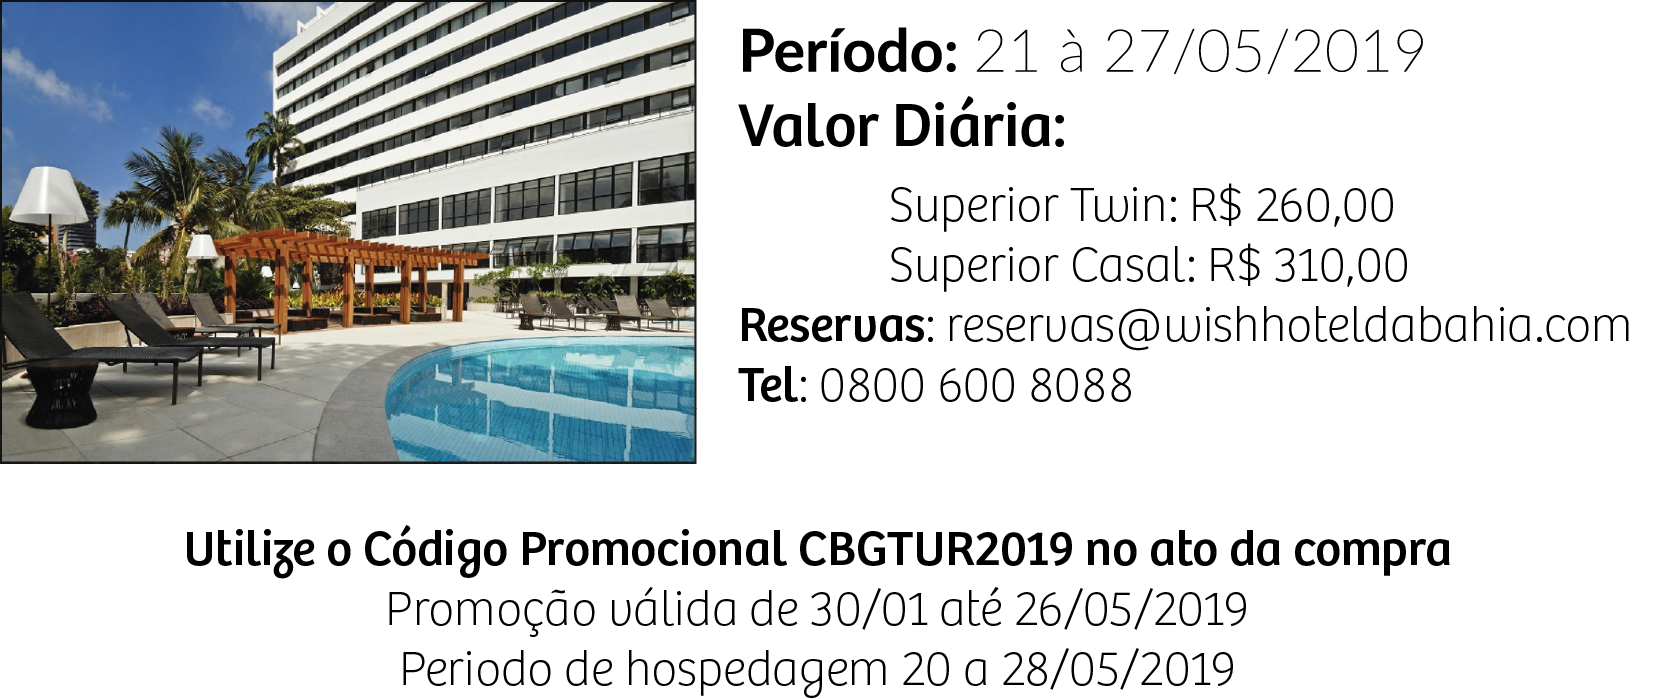 Período: 21 à 27/05/2019
Valor Diária:
Superior Twin: R$ 260,00
Superior Casal: R$ 310,00
Reservas: reservas@wishhoteldabahia.com
Tel: 0800 600 8088
Utilize o Código Promocional CBGTUR2019 no ato da compra
Promoção válida de 30/01 até 26/05/2019
Periodo de hospedagem 20 a 28/05/2019